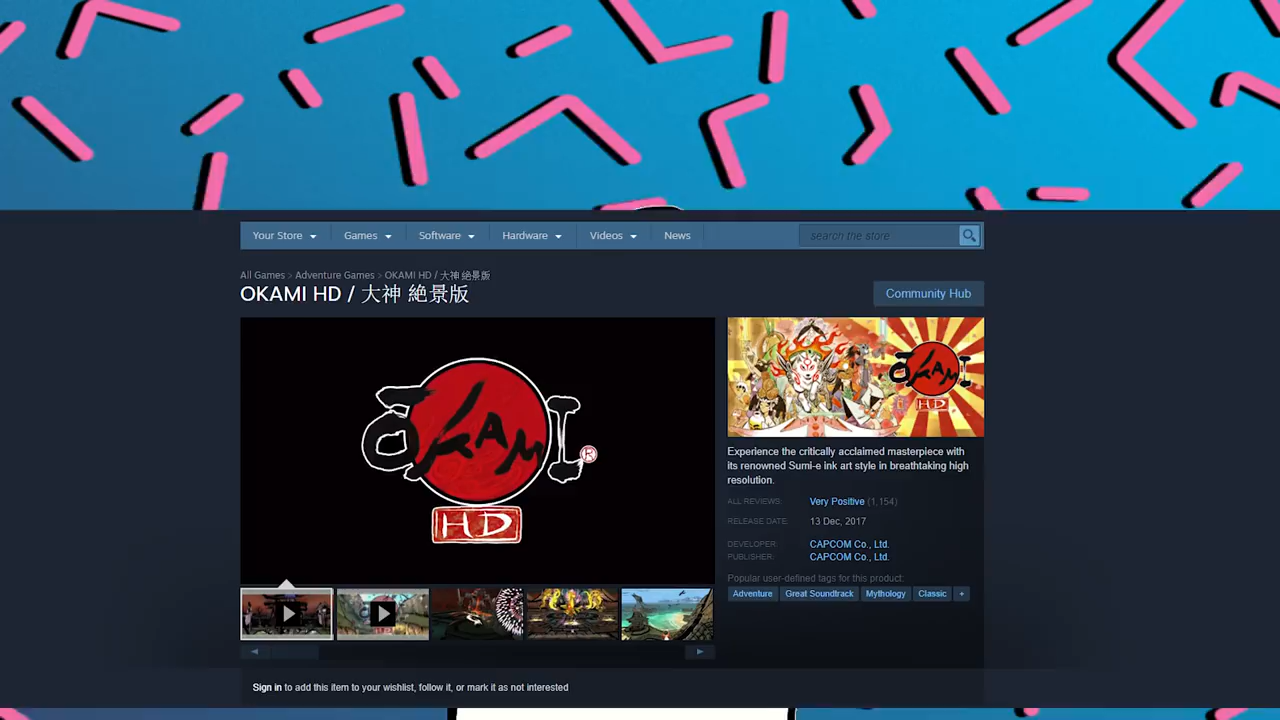 Your Store Games Software Hardware Videos News search the store
All Games > Adventure Games > OKAMI HD / 大神 絶景版
OKAMI HD / 大神 絶景版
Community Hub
ŌKAMI
®
HD
ŌKAMI
HD
Experience the critically acclaimed masterpiece with
its renowned Sumi-e ink art style in breathtaking high
resolution.
ALL REVIEWS: Very Positive (1,154)
RELEASE DATE: 13 Dec, 2017
DEVELOPER: CAPCOM Co., Ltd.
PUBLISHER: CAPCOM Co., Ltd.
Popular user-defined tags for this product:
Adventure Great Soundtrack Mythology Classic +
Sign in to add this item to your wishlist, follow it, or mark it as not interested